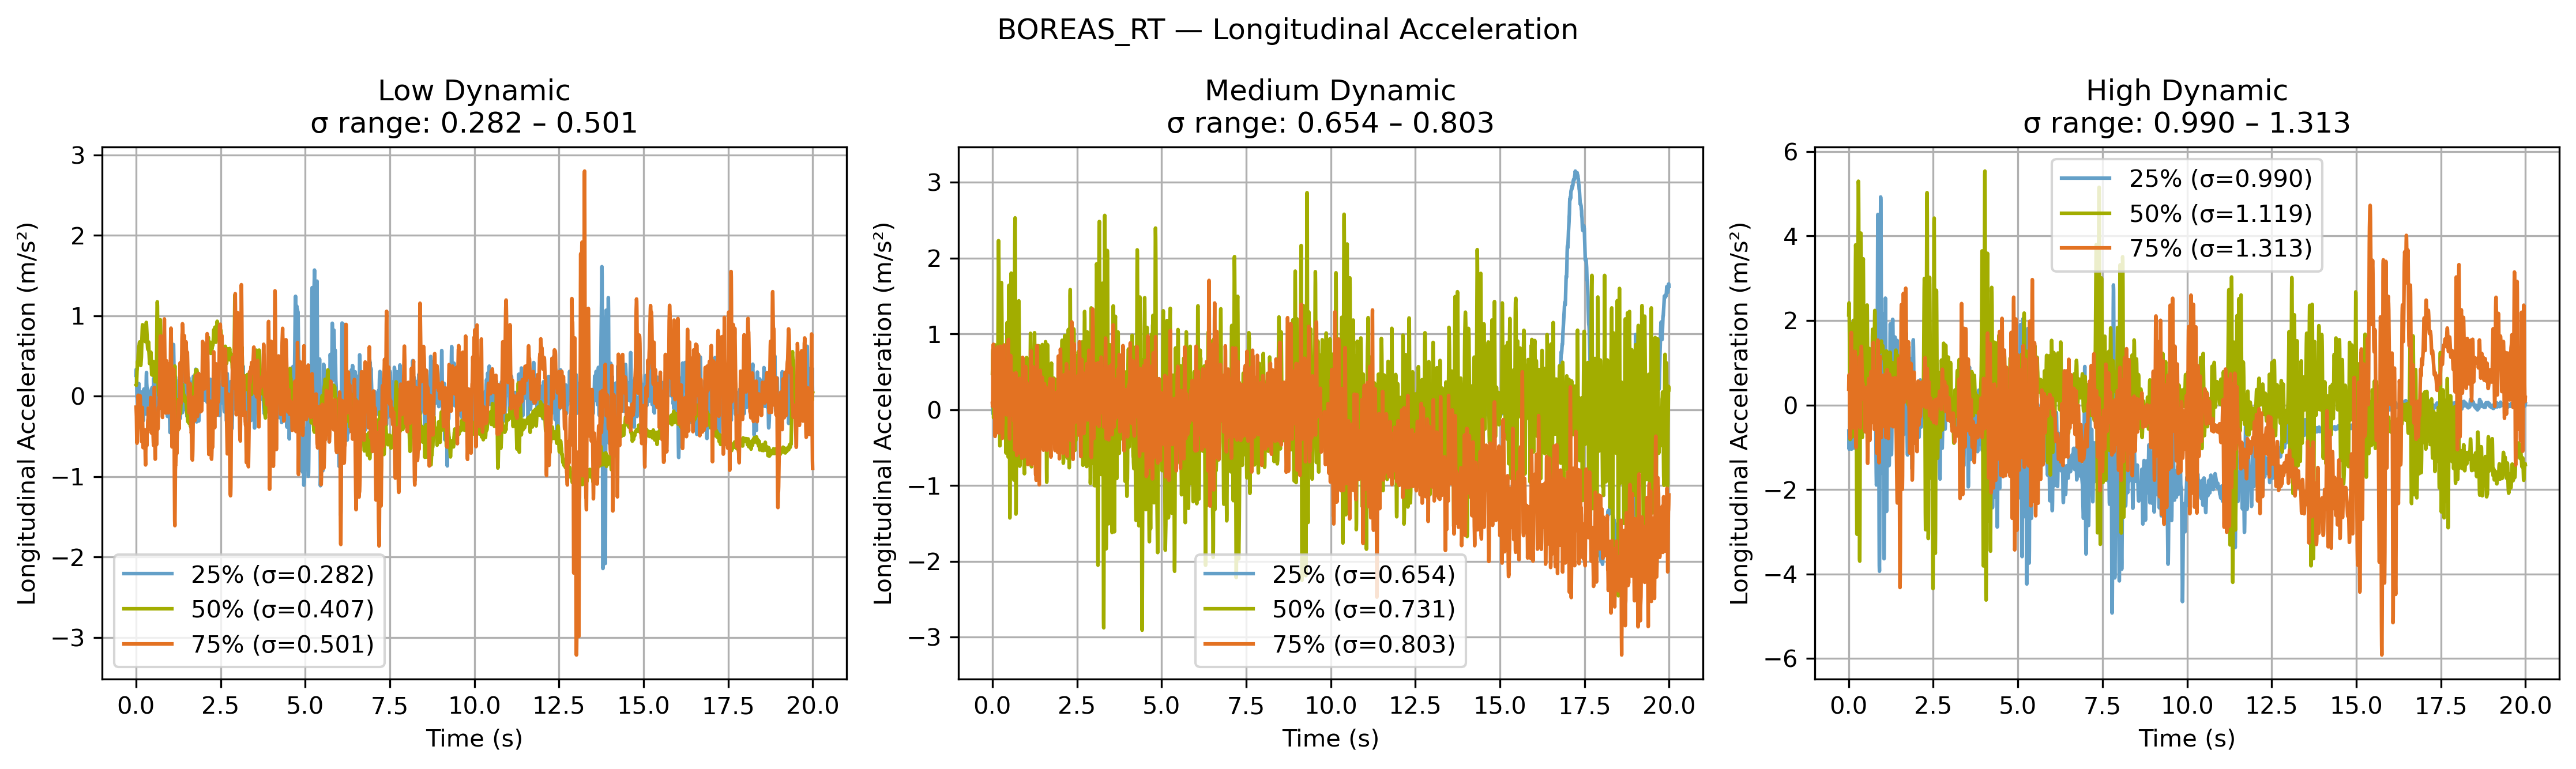 BOREAS_RT — Longitudinal Acceleration
Low Dynamic
σ range: 0.282 – 0.501
Longitudinal Acceleration (m/s²)
3
2
1
0
−1
−2
−3
25% (σ=0.282)
50% (σ=0.407)
75% (σ=0.501)
0.0 2.5 5.0 7.5 10.0 12.5 15.0 17.5 20.0
Time (s)
Medium Dynamic
σ range: 0.654 – 0.803
Longitudinal Acceleration (m/s²)
3
2
1
0
−1
−2
−3
25% (σ=0.654)
50% (σ=0.731)
75% (σ=0.803)
0.0 2.5 5.0 7.5 10.0 12.5 15.0 17.5 20.0
Time (s)
High Dynamic
σ range: 0.990 – 1.313
Longitudinal Acceleration (m/s²)
6
4
2
0
−2
−4
−6
25% (σ=0.990)
50% (σ=1.119)
75% (σ=1.313)
0.0 2.5 5.0 7.5 10.0 12.5 15.0 17.5 20.0
Time (s)